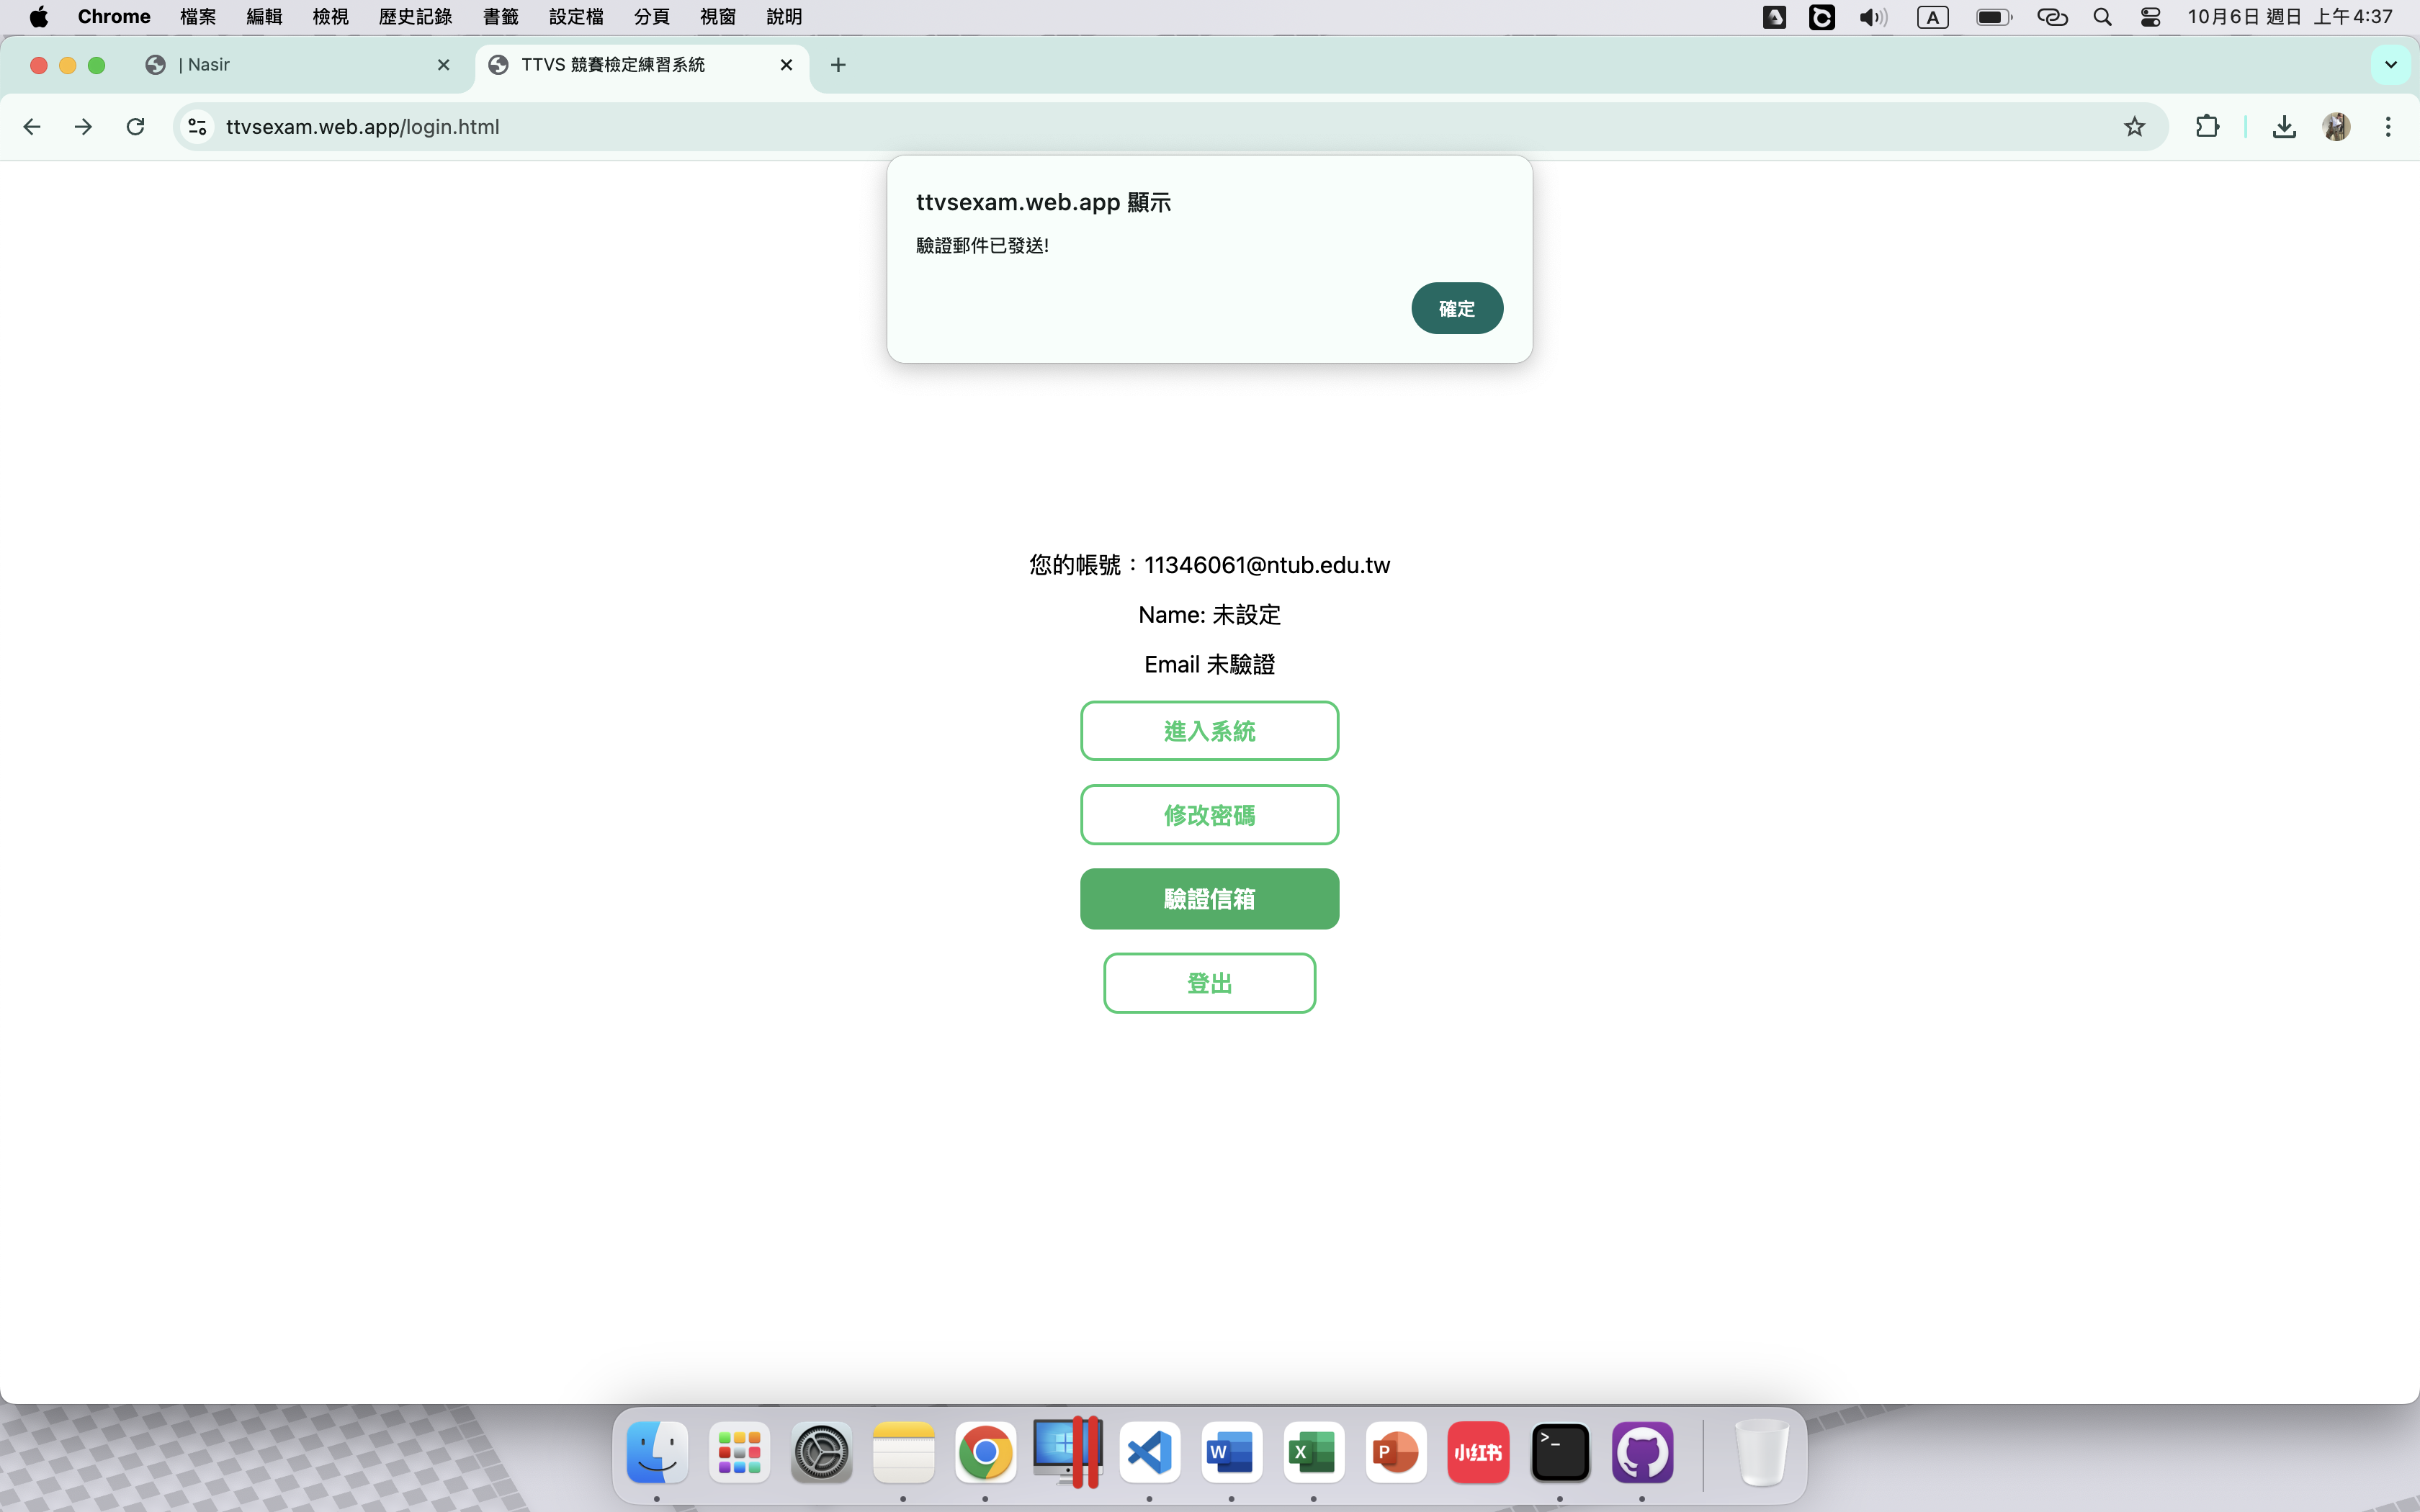 Chrome 檔案 編輯 檢視 歷史記錄 書籤 設定檔 分頁 視窗 說明 A 10月6日 週日 上午4:37
| Nasir TTVS 競賽檢定練習系統
ttvsexam.web.app/login.html
ttvsexam.web.app 顯示
驗證郵件已發送!
確定
您的帳號：11346061@ntub.edu.tw
Name: 未設定
Email 未驗證
進入系統
修改密碼
驗證信箱
登出
W X P 小红书 >_